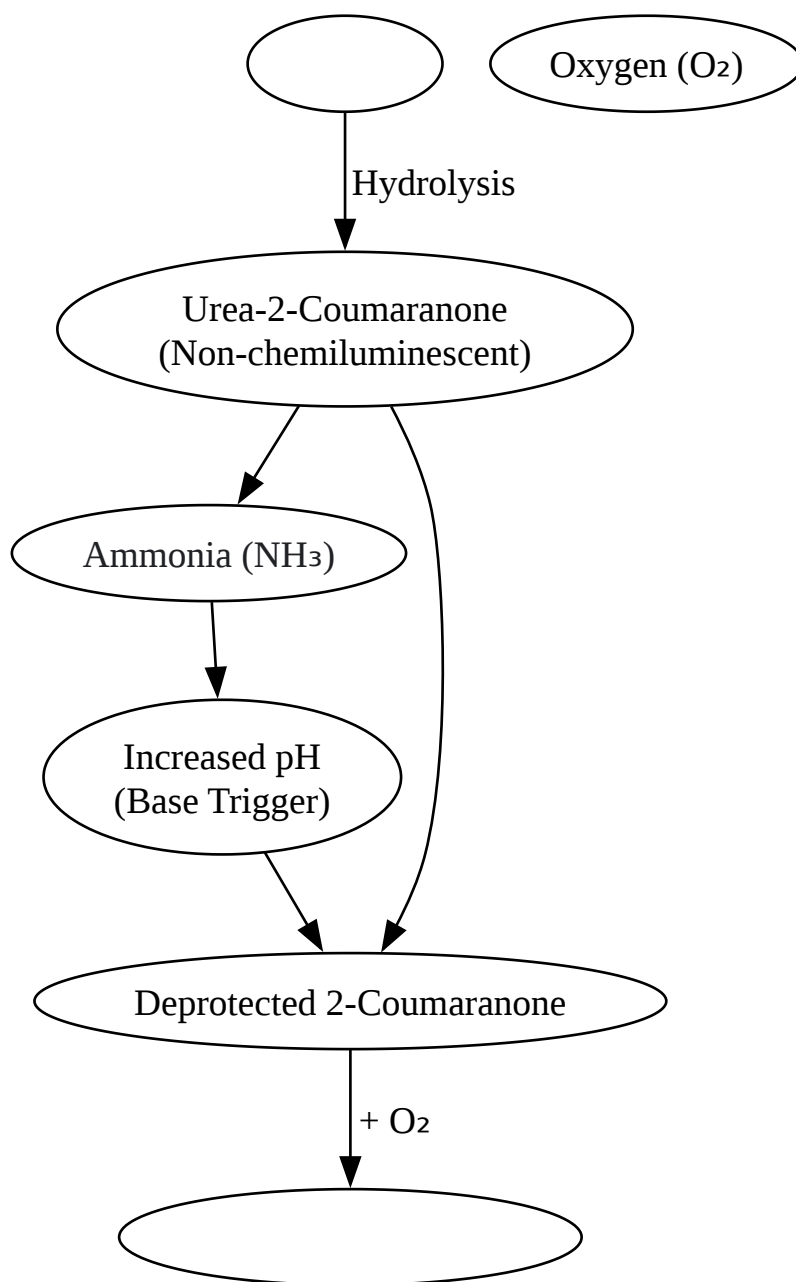 Oxygen (O₂)
Hydrolysis
Urea-2-Coumaranone
(Non-chemiluminescent)
Ammonia (NH₃)
Increased pH
(Base Trigger)
Deprotected 2-Coumaranone
+ O₂